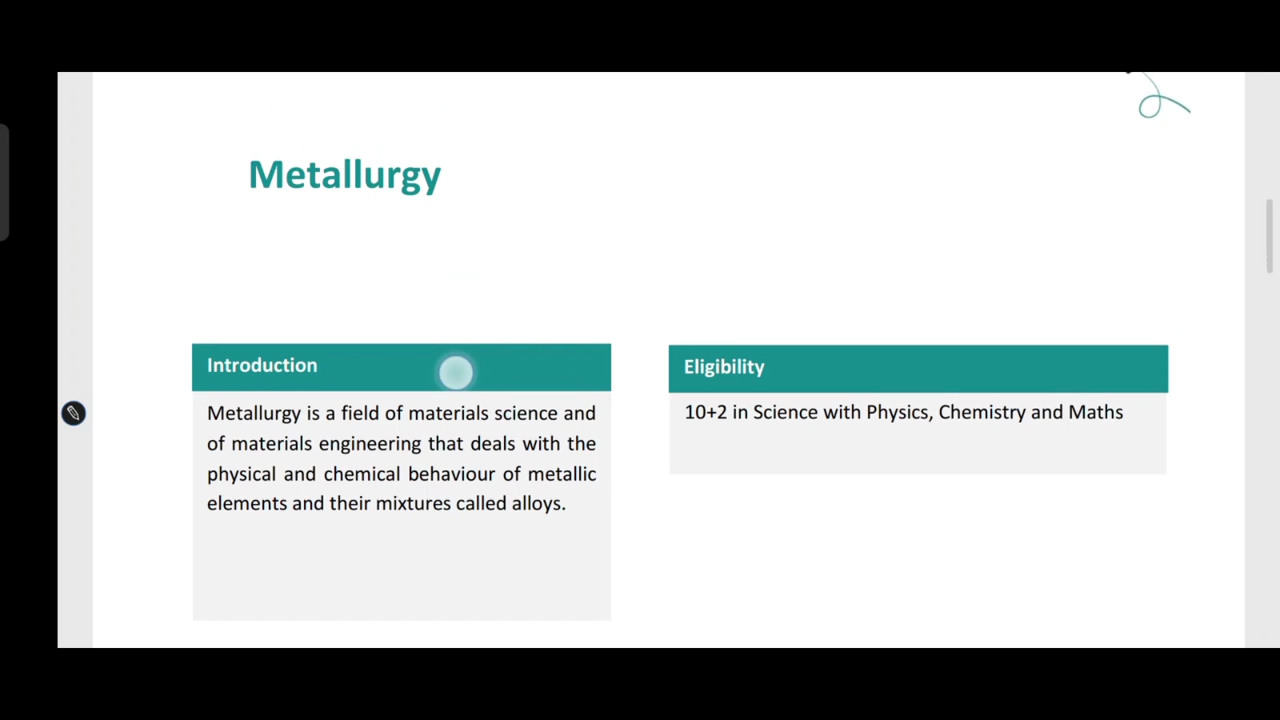 Metallurgy
Introduction
Metallurgy is a field of materials science and
of materials engineering that deals with the
physical and chemical behaviour of metallic
elements and their mixtures called alloys.
Eligibility
10+2 in Science with Physics, Chemistry and Maths